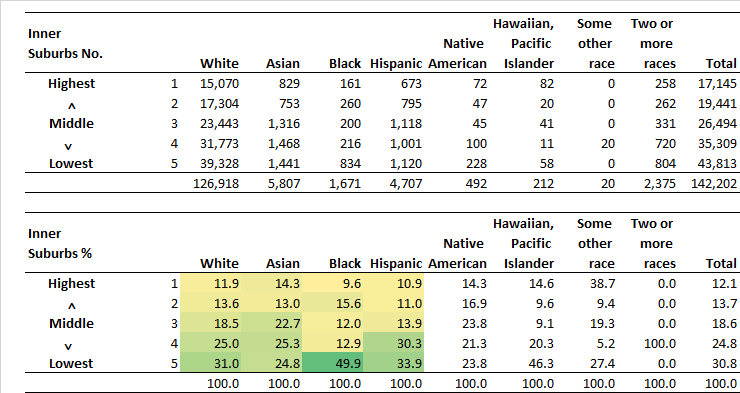 Inner Suburbs No. White Asian Black Hispanic Native American Hawaiian, Pacific Islander Some other race Two or more races Total
Highest 1 15,070 829 161 673 72 82 0 258 17,145
^ 2 17,304 753 260 795 47 20 0 262 19,441
Middle 3 23,443 1,316 200 1,118 45 41 0 331 26,494
v 4 31,773 1,468 216 1,001 100 11 20 720 35,309
Lowest 5 39,328 1,441 834 1,120 228 58 0 804 43,813
126,918 5,807 1,671 4,707 492 212 20 2,375 142,202
Inner Suburbs % White Asian Black Hispanic Native American Hawaiian, Pacific Islander Some other race Two or more races Total
Highest 1 11.9 14.3 9.6 10.9 14.3 14.6 38.7 0.0 12.1
^ 2 13.6 13.0 15.6 11.0 16.9 9.6 9.4 0.0 13.7
Middle 3 18.5 22.7 12.0 13.9 23.8 9.1 19.3 0.0 18.6
v 4 25.0 25.3 12.9 30.3 21.3 20.3 5.2 100.0 24.8
Lowest 5 31.0 24.8 49.9 33.9 23.8 46.3 27.4 0.0 30.8
100.0 100.0 100.0 100.0 100.0 100.0 100.0 100.0 100.0